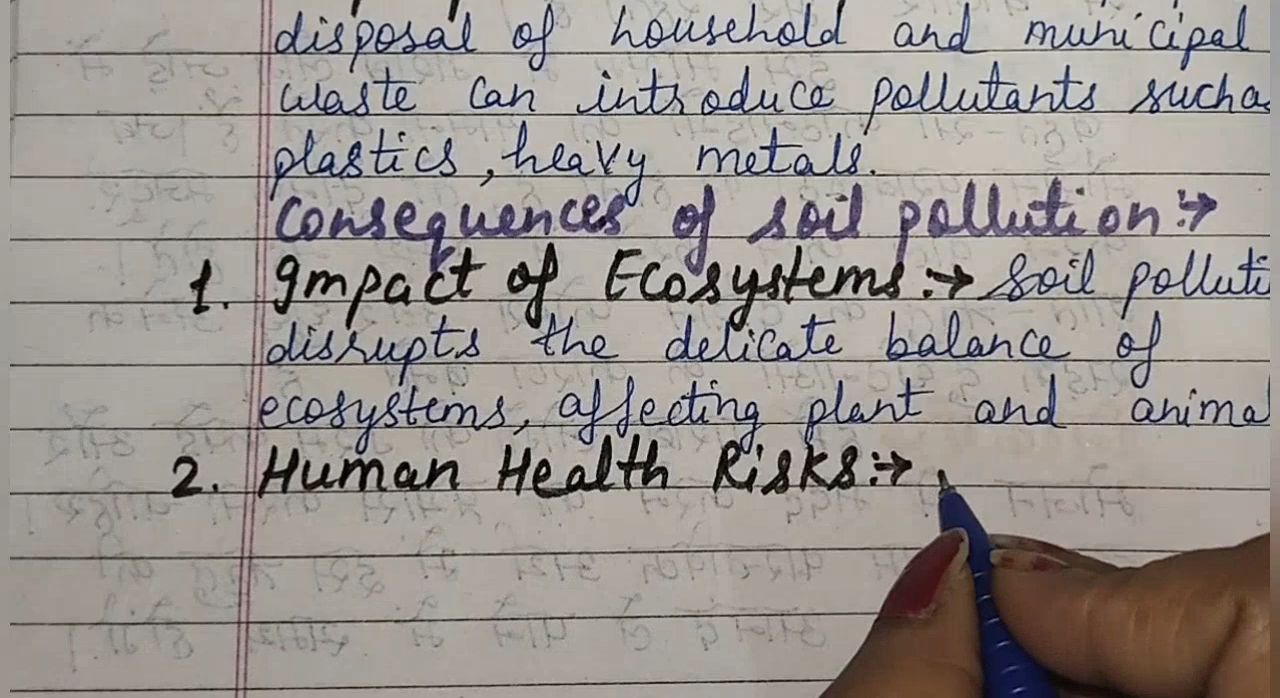 disposal of household and municipal
waste can introduce pollutants such a
plastics, heavy metals.
Consequences of soil pollution:→
1. Impact of Ecosystems:→ Soil polluti
disrupts the delicate balance of
ecosystems, affecting plant and anima
2. Human Health Risks:→